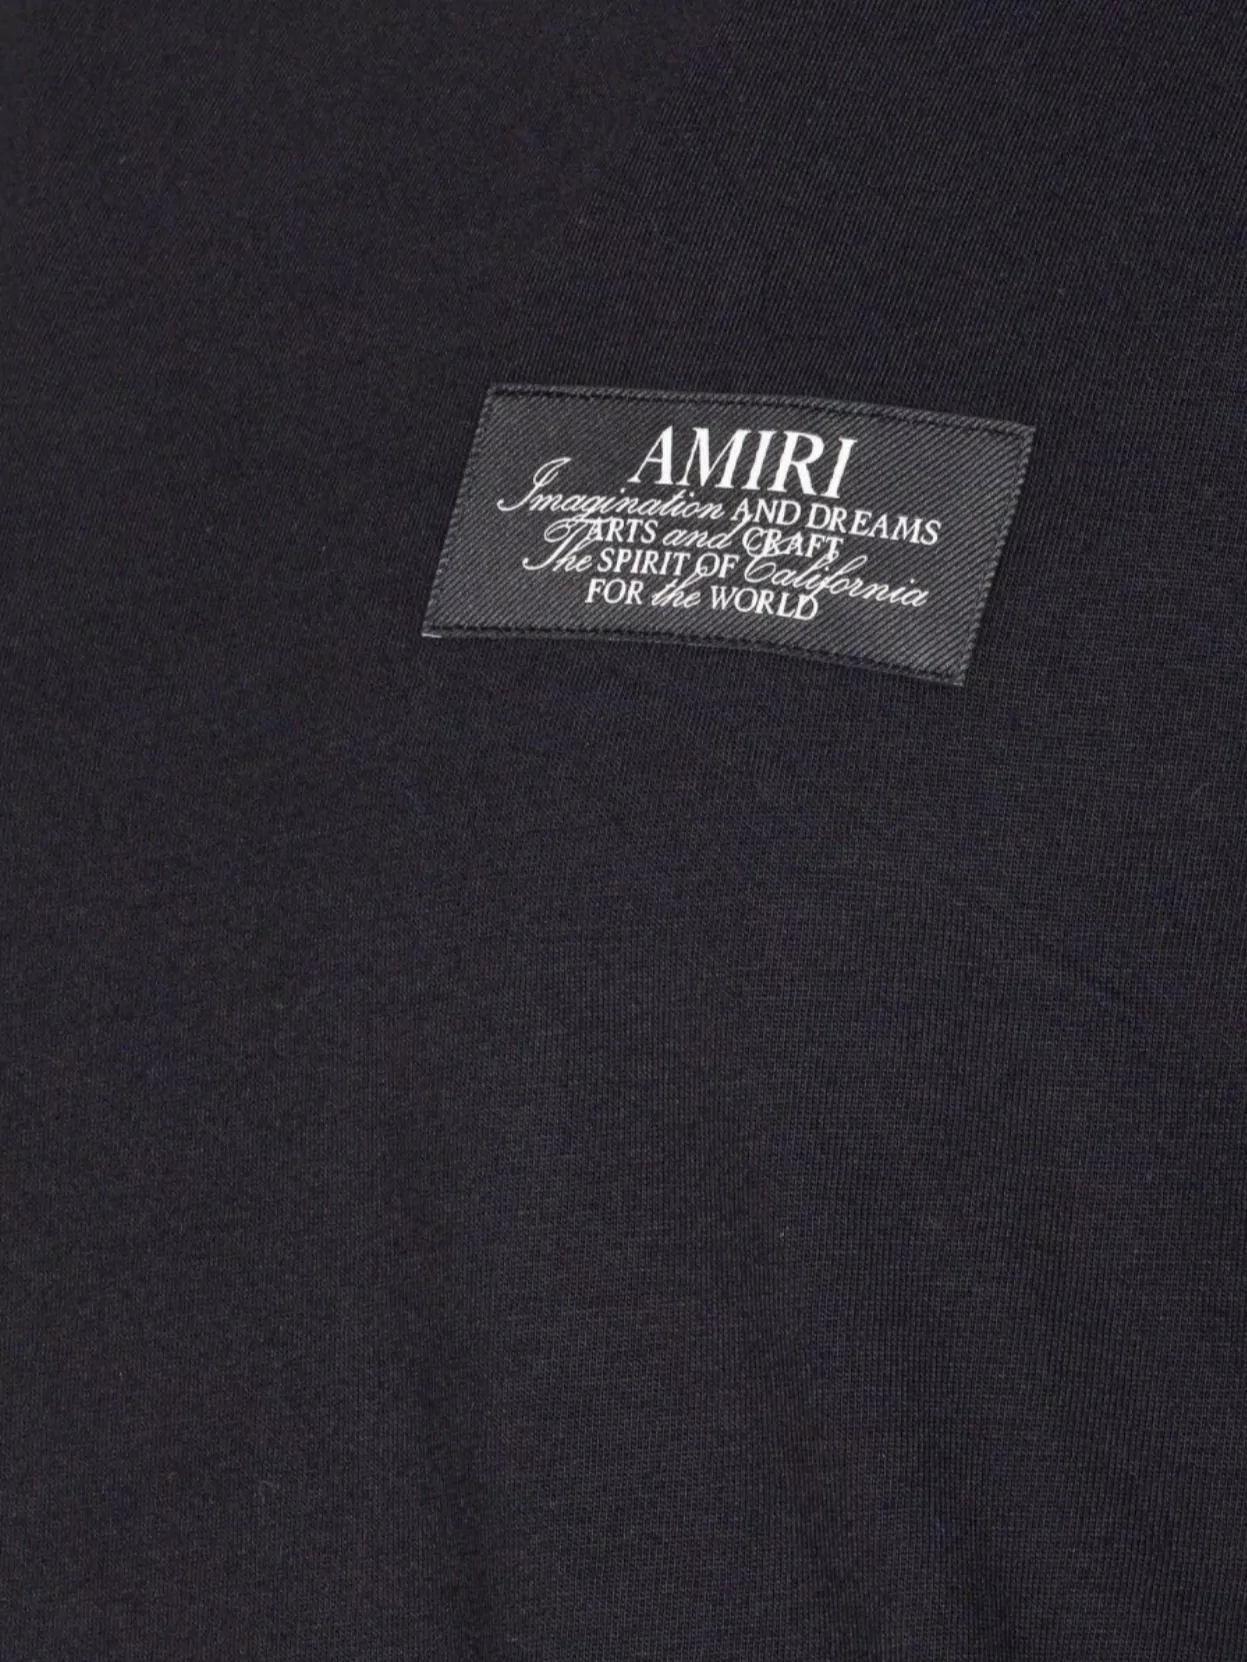 AMIRI
Imagination AND DREAMS
ARTS and CRAFT
The SPIRIT OF California
FOR the WORLD